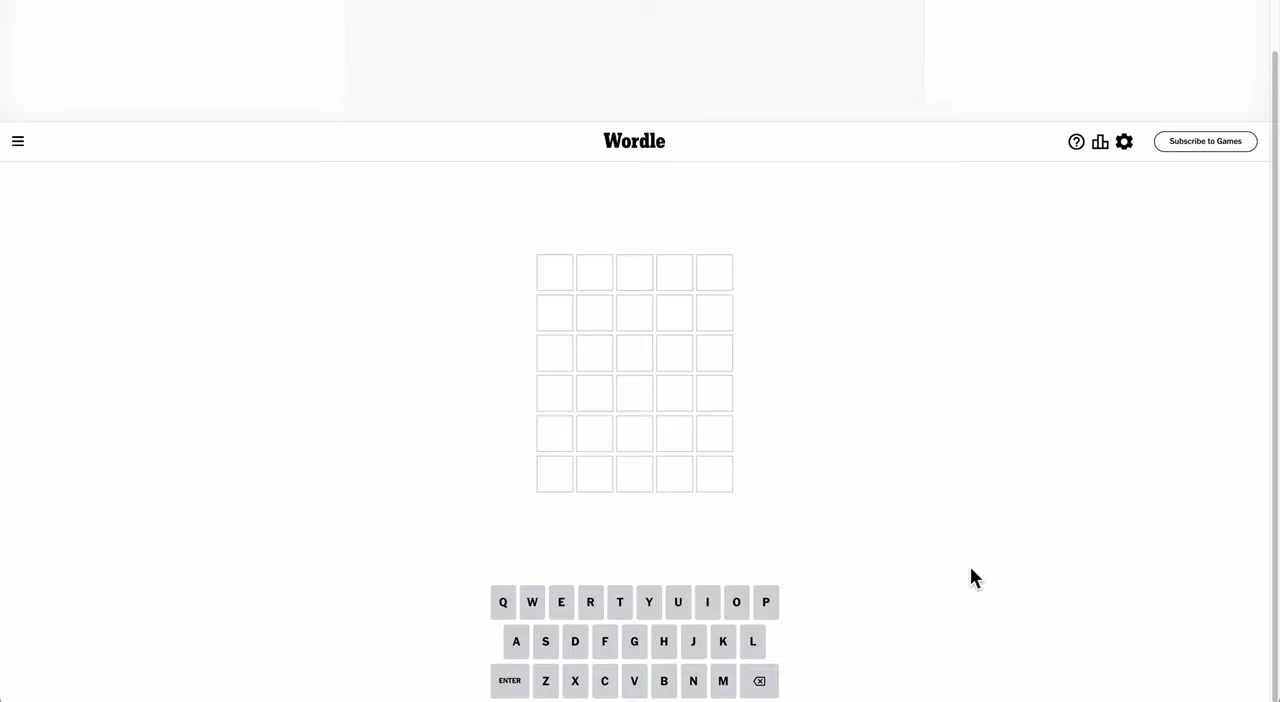 Wordle
Subscribe to Games
Q W E R T Y U I O P
A S D F G H J K L
ENTER Z X C V B N M